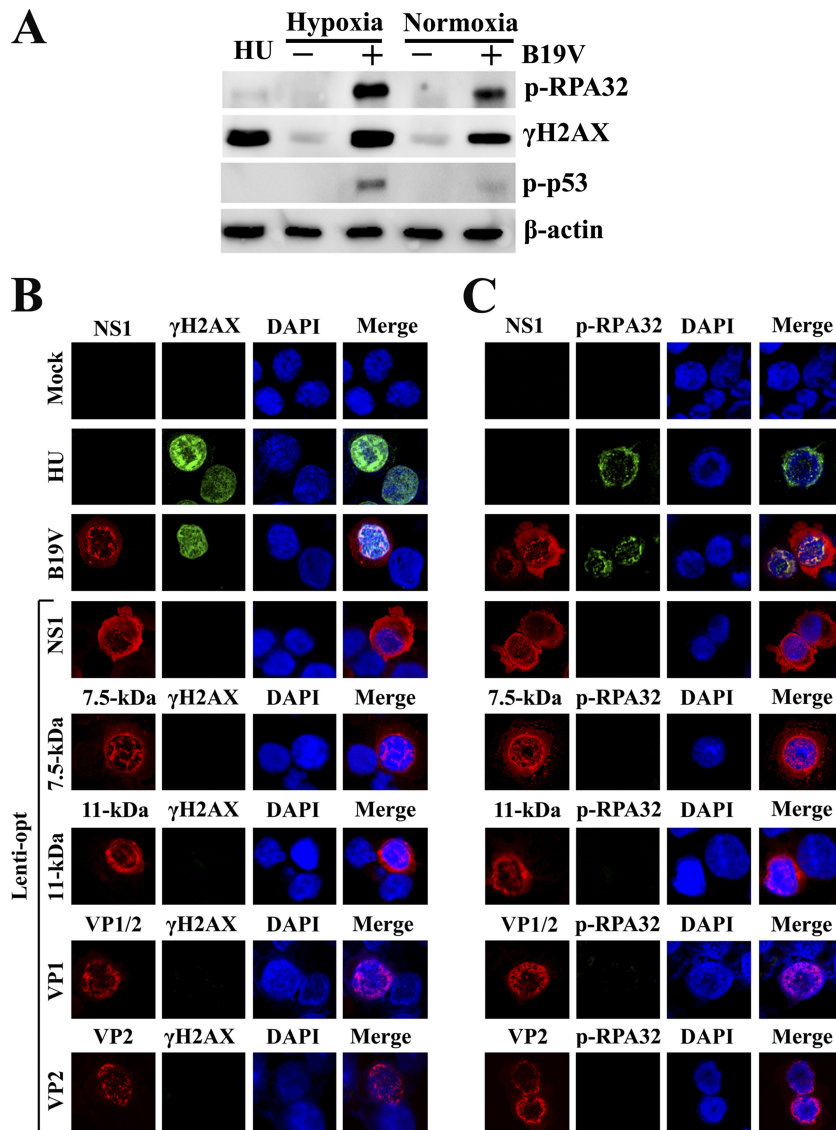 A
Hypoxia Normoxia
HU − + − + B19V
p-RPA32
γH2AX
p-p53
β-actin
B
NS1 γH2AX DAPI Merge
Mock
HU
B19V
NS1
7.5-kDa γH2AX DAPI Merge
7.5-kDa
11-kDa γH2AX DAPI Merge
11-kDa
VP1/2 γH2AX DAPI Merge
VP1
VP2 γH2AX DAPI Merge
VP2
Lenti-opt
C
NS1 p-RPA32 DAPI Merge
7.5-kDa p-RPA32 DAPI Merge
11-kDa p-RPA32 DAPI Merge
VP1/2 p-RPA32 DAPI Merge
VP2 p-RPA32 DAPI Merge